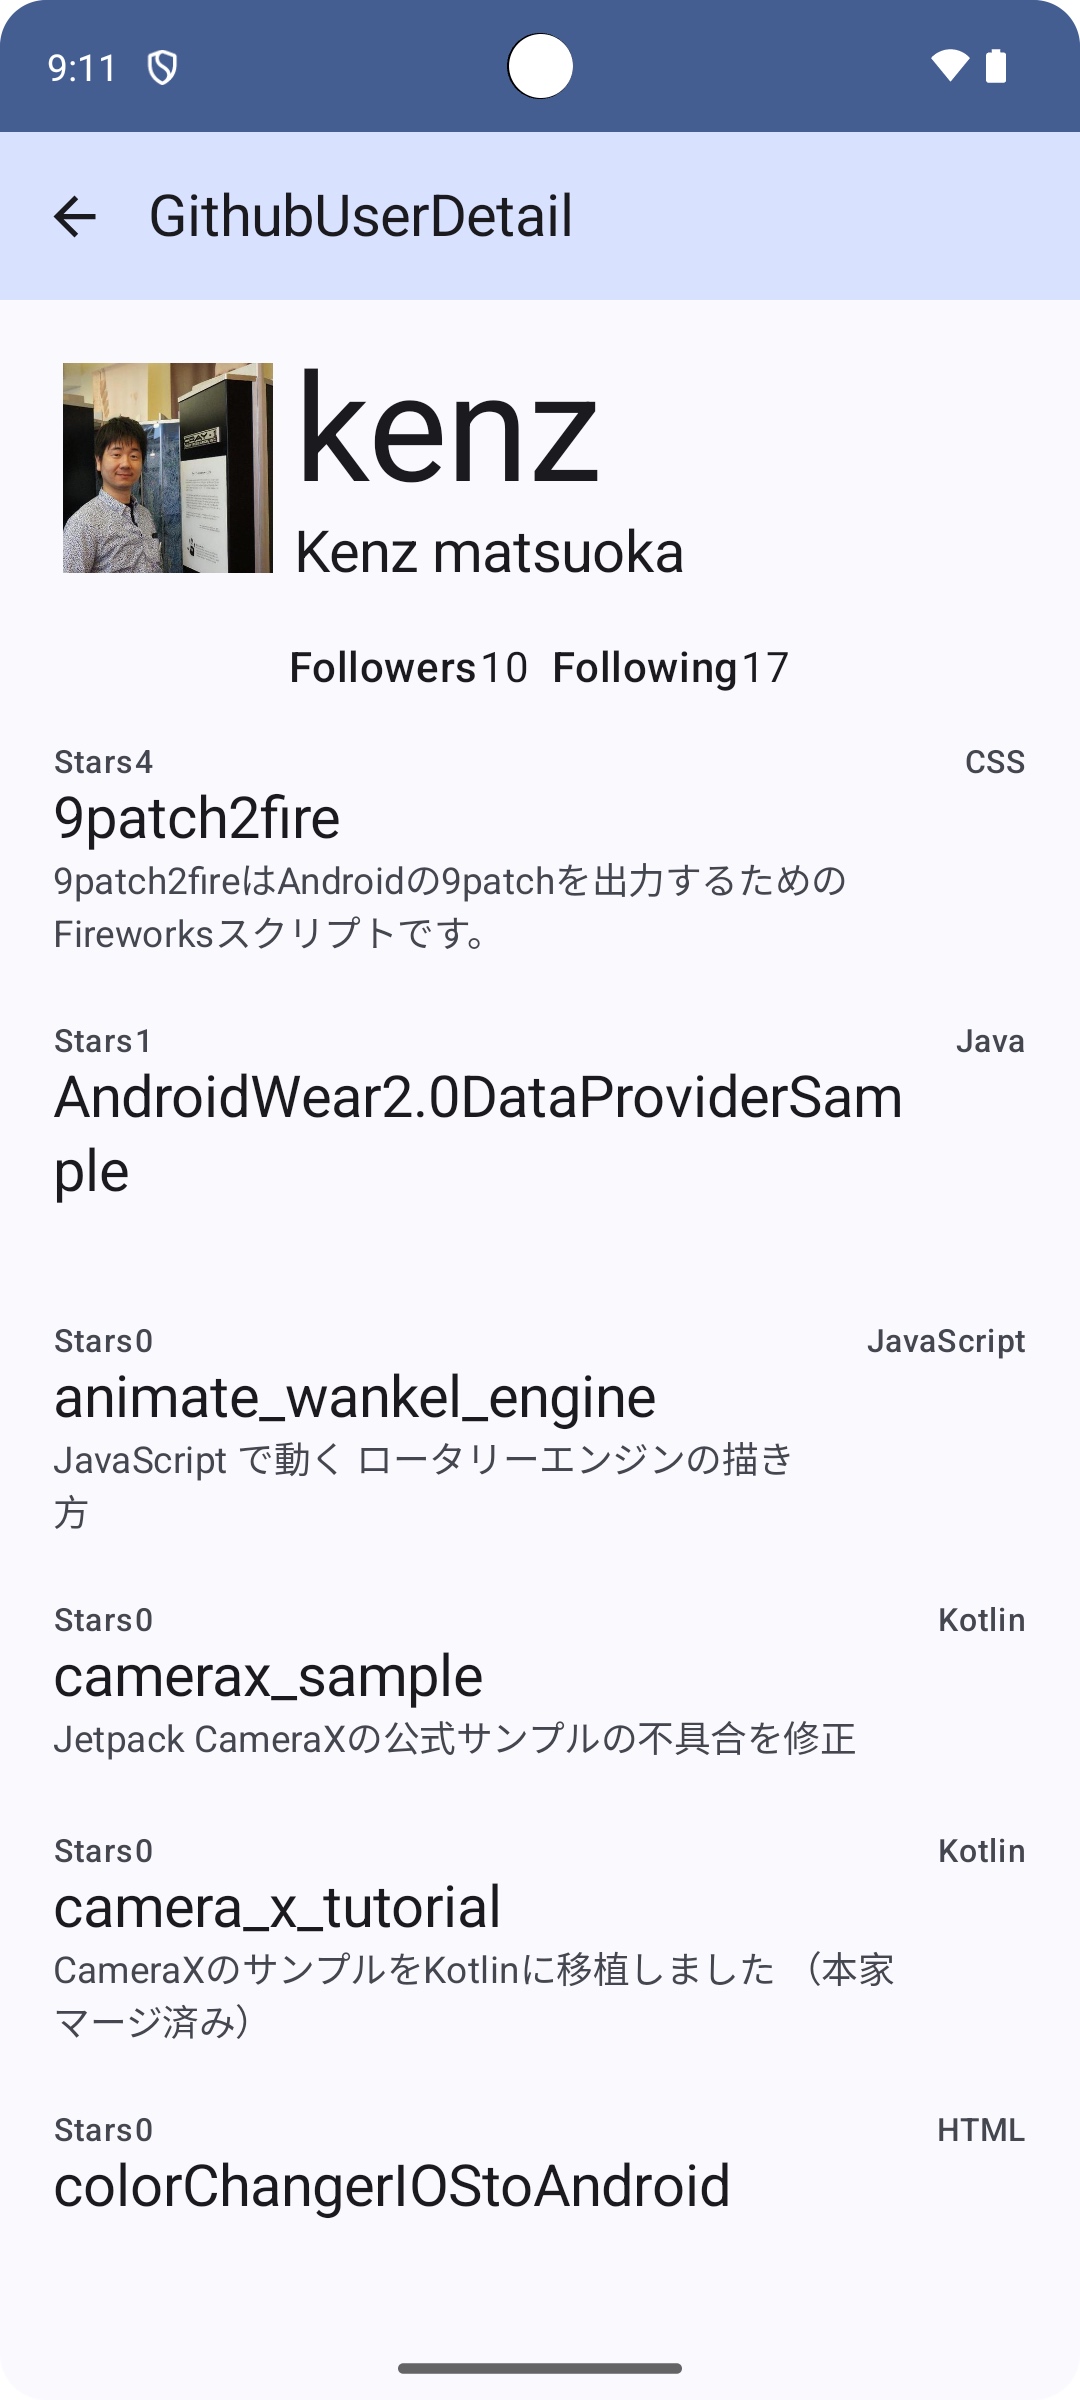 9:11
GithubUserDetail
kenz
Kenz matsuoka
Followers10 Following17
Stars4 CSS
9patch2fire
9patch2fireはAndroidの9patchを出力するための
Fireworksスクリプトです。
Stars1 Java
AndroidWear2.0DataProviderSam
ple
Stars0 JavaScript
animate_wankel_engine
JavaScript で動く ロータリーエンジンの描き
方
Stars0 Kotlin
camerax_sample
Jetpack CameraXの公式サンプルの不具合を修正
Stars0 Kotlin
camera_x_tutorial
CameraXのサンプルをKotlinに移植しました （本家
マージ済み）
Stars0 HTML
colorChangerIOStoAndroid